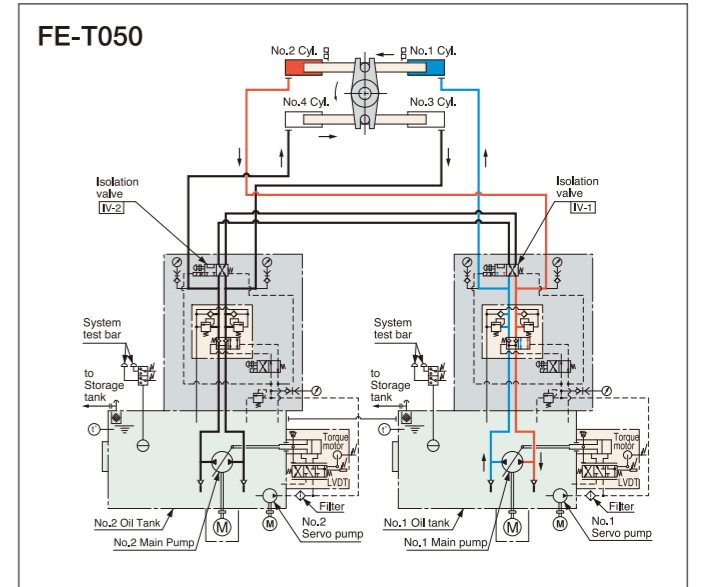 FE-T050
No.2 Cyl.
No.1 Cyl.
No.4 Cyl.
No.3 Cyl.
Isolation
valve
IV-2
Isolation
valve
IV-1
System
test bar
to
Storage
tank
t°
Torque
motor
LVDT
Filter
M
M
No.2 Oil Tank
No.2 Main Pump
No.2
Servo pump
System
test bar
to
Storage
tank
t°
Torque
motor
LVDT
Filter
M
M
No.1 Oil tank
No.1 Main pump
No.1
Servo pump